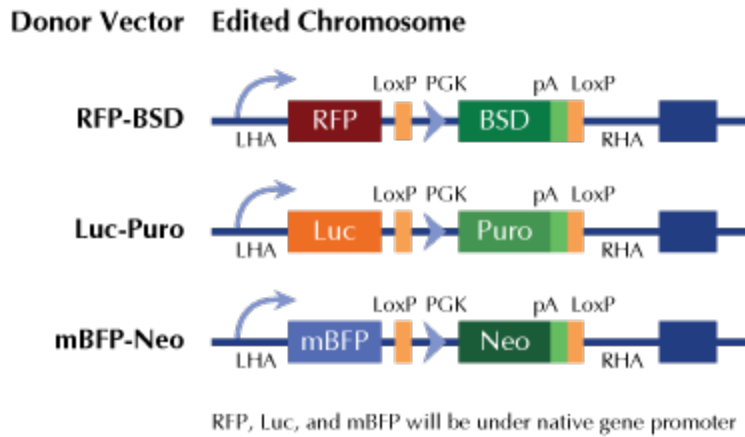 Donor Vector Edited Chromosome
LoxP PGK pA LoxP
RFP-BSD RFP BSD
LHA RHA
LoxP PGK pA LoxP
Luc-Puro Luc Puro
LHA RHA
LoxP PGK pA LoxP
mBFP-Neo mBFP Neo
LHA RHA
RFP, Luc, and mBFP will be under native gene promoter